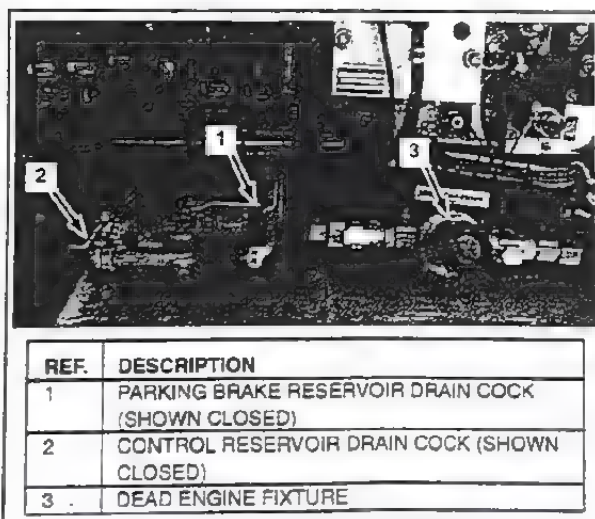 1
3
2
REF. DESCRIPTION
1 PARKING BRAKE RESERVOIR DRAIN COCK
(SHOWN CLOSED)
2 CONTROL RESERVOIR DRAIN COCK (SHOWN
CLOSED)
3 . DEAD ENGINE FIXTURE